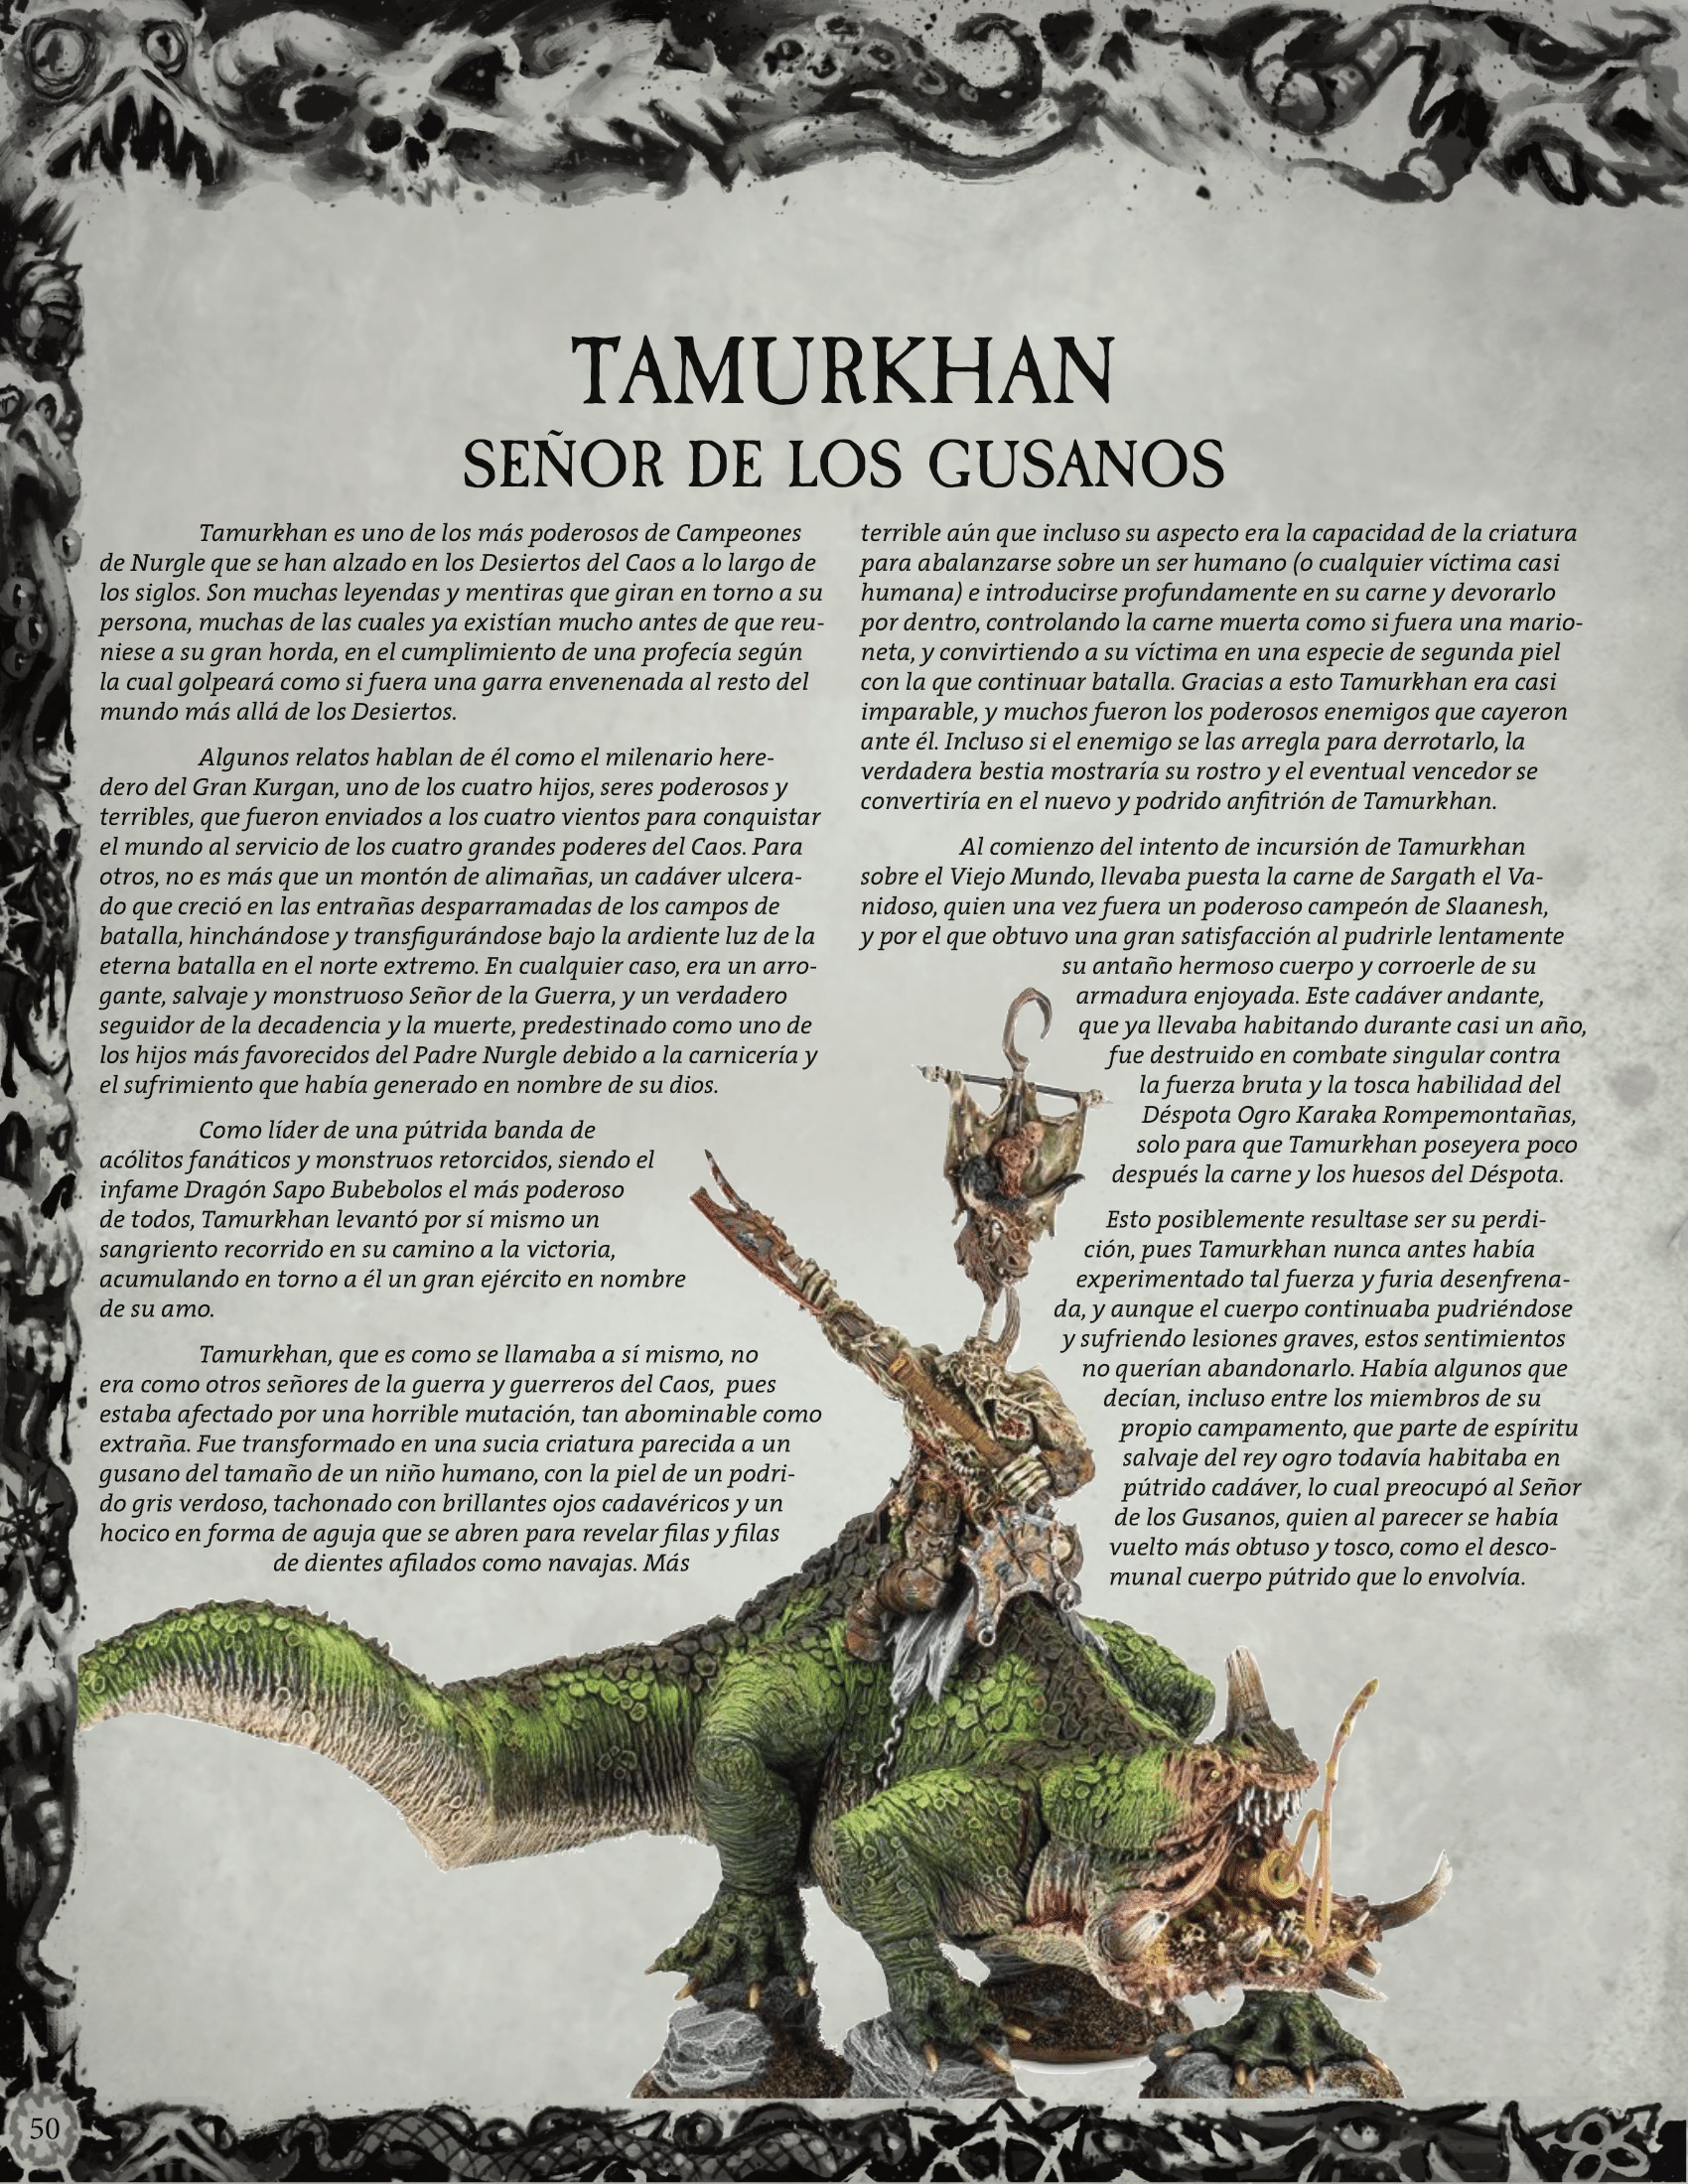 TAMURKHAN
SEÑOR DE LOS GUSANOS
Tamurkhan es uno de los más poderosos de Campeones
de Nurgle que se han alzado en los Desiertos del Caos a lo largo de
los siglos. Son muchas leyendas y mentiras que giran en torno a su
persona, muchas de las cuales ya existían mucho antes de que reu-
niese a su gran horda, en el cumplimiento de una profecía según
la cual golpeará como si fuera una garra envenenada al resto del
mundo más allá de los Desiertos.
Algunos relatos hablan de él como el milenario here-
dero del Gran Kurgan, uno de los cuatro hijos, seres poderosos y
terribles, que fueron enviados a los cuatro vientos para conquistar
el mundo al servicio de los cuatro grandes poderes del Caos. Para
otros, no es más que un montón de alimañas, un cadáver ulcera-
do que creció en las entrañas desparramadas de los campos de
batalla, hinchándose y transfigurándose bajo la ardiente luz de la
eterna batalla en el norte extremo. En cualquier caso, era un arro-
gante, salvaje y monstruoso Señor de la Guerra, y un verdadero
seguidor de la decadencia y la muerte, predestinado como uno de
los hijos más favorecidos del Padre Nurgle debido a la carnicería y
el sufrimiento que había generado en nombre de su dios.
Como líder de una pútrida banda de
acólitos fanáticos y monstruos retorcidos, siendo el
infame Dragón Sapo Bubebolos el más poderoso
de todos, Tamurkhan levantó por sí mismo un
sangriento recorrido en su camino a la victoria,
acumulando en torno a él un gran ejército en nombre
de su amo.
Tamurkhan, que es como se llamaba a sí mismo, no
era como otros señores de la guerra y guerreros del Caos, pues
estaba afectado por una horrible mutación, tan abominable como
extraña. Fue transformado en una sucia criatura parecida a un
gusano del tamaño de un niño humano, con la piel de un podri-
do gris verdoso, tachonado con brillantes ojos cadavéricos y un
hocico en forma de aguja que se abren para revelar filas y filas
de dientes afilados como navajas. Más
terrible aún que incluso su aspecto era la capacidad de la criatura
para abalanzarse sobre un ser humano (o cualquier víctima casi
humana) e introducirse profundamente en su carne y devorarlo
por dentro, controlando la carne muerta como si fuera una mario-
neta, y convirtiendo a su víctima en una especie de segunda piel
con la que continuar batalla. Gracias a esto Tamurkhan era casi
imparable, y muchos fueron los poderosos enemigos que cayeron
ante él. Incluso si el enemigo se las arregla para derrotarlo, la
verdadera bestia mostraría su rostro y el eventual vencedor se
convertiría en el nuevo y podrido anfitrión de Tamurkhan.
Al comienzo del intento de incursión de Tamurkhan
sobre el Viejo Mundo, llevaba puesta la carne de Sargath el Va-
nidoso, quien una vez fuera un poderoso campeón de Slaanesh,
y por el que obtuvo una gran satisfacción al pudrirle lentamente
su antaño hermoso cuerpo y corroerle de su
armadura enjoyada. Este cadáver andante,
que ya llevaba habitando durante casi un año,
fue destruido en combate singular contra
la fuerza bruta y la tosca habilidad del
Déspota Ogro Karaka Rompemontañas,
solo para que Tamurkhan poseyera poco
después la carne y los huesos del Déspota.
Esto posiblemente resultase ser su perdi-
ción, pues Tamurkhan nunca antes había
experimentado tal fuerza y furia desenfrena-
da, y aunque el cuerpo continuaba pudriéndose
y sufriendo lesiones graves, estos sentimientos
no querían abandonarlo. Había algunos que
decían, incluso entre los miembros de su
propio campamento, que parte de espíritu
salvaje del rey ogro todavía habitaba en
pútrido cadáver, lo cual preocupó al Señor
de los Gusanos, quien al parecer se había
vuelto más obtuso y tosco, como el desco-
munal cuerpo pútrido que lo envolvía.
50